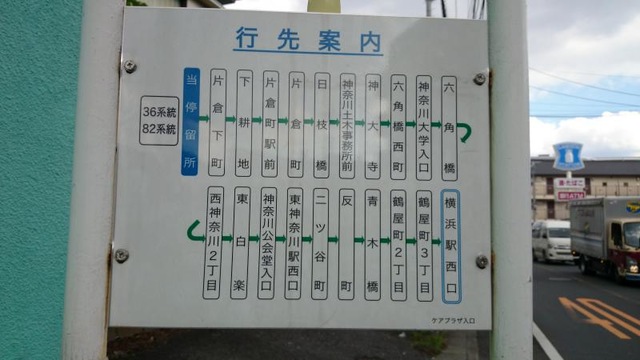 行先案内
36系統
82系統
当停留所
片倉下町
下耕地
片倉町駅前
片倉町
日枝橋
神奈川土木事務所前
神大寺
六角橋西町
神奈川大学入口
六角橋
西神奈川2丁目
東白楽
神奈川公会堂入口
東神奈川駅西口
二ツ谷町
反町
青木橋
鶴屋町2丁目
鶴屋町3丁目
横浜駅西口
ケアプラザ入口
40